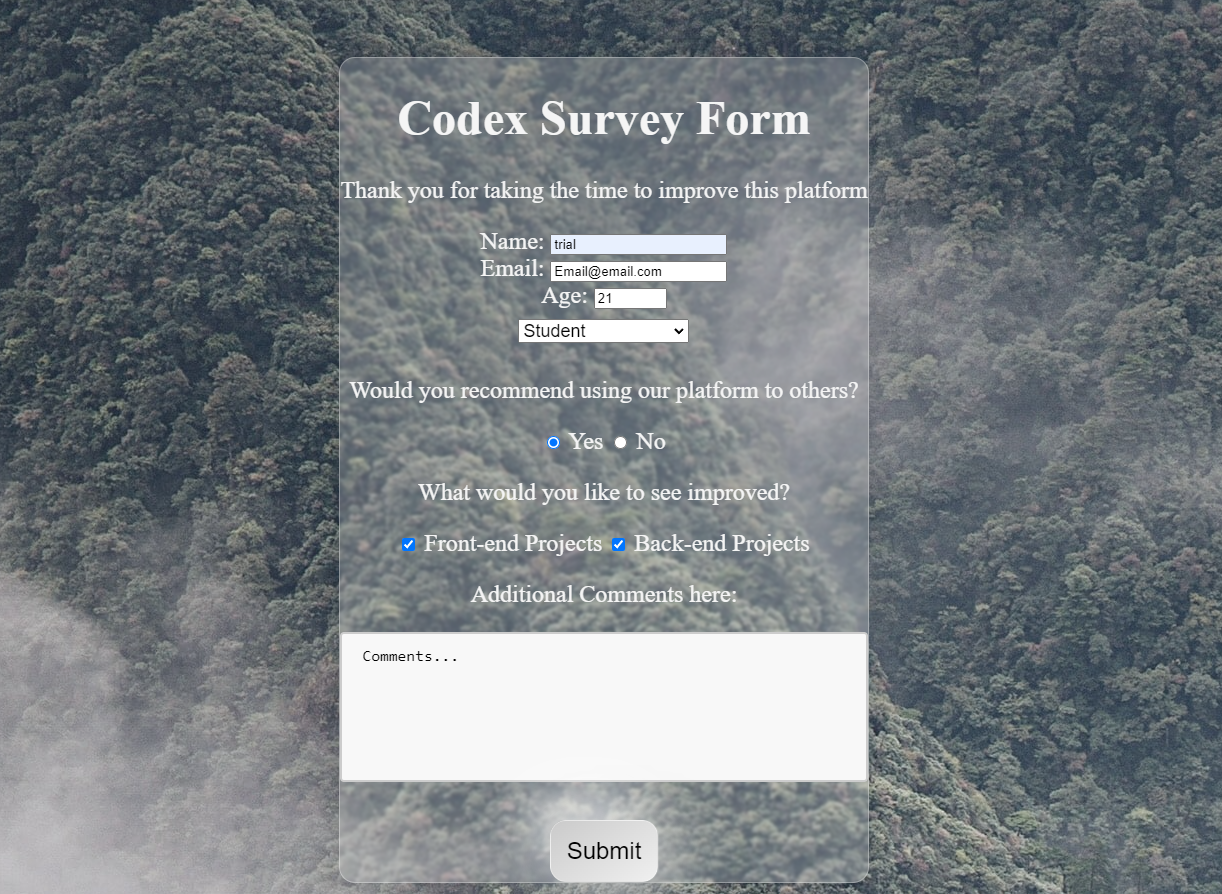 Codex Survey Form
Thank you for taking the time to improve this platform
Name: trial
Email: Email@email.com
Age: 21
Student
Would you recommend using our platform to others?
Yes No
What would you like to see improved?
Front-end Projects Back-end Projects
Additional Comments here:
Comments...
Submit